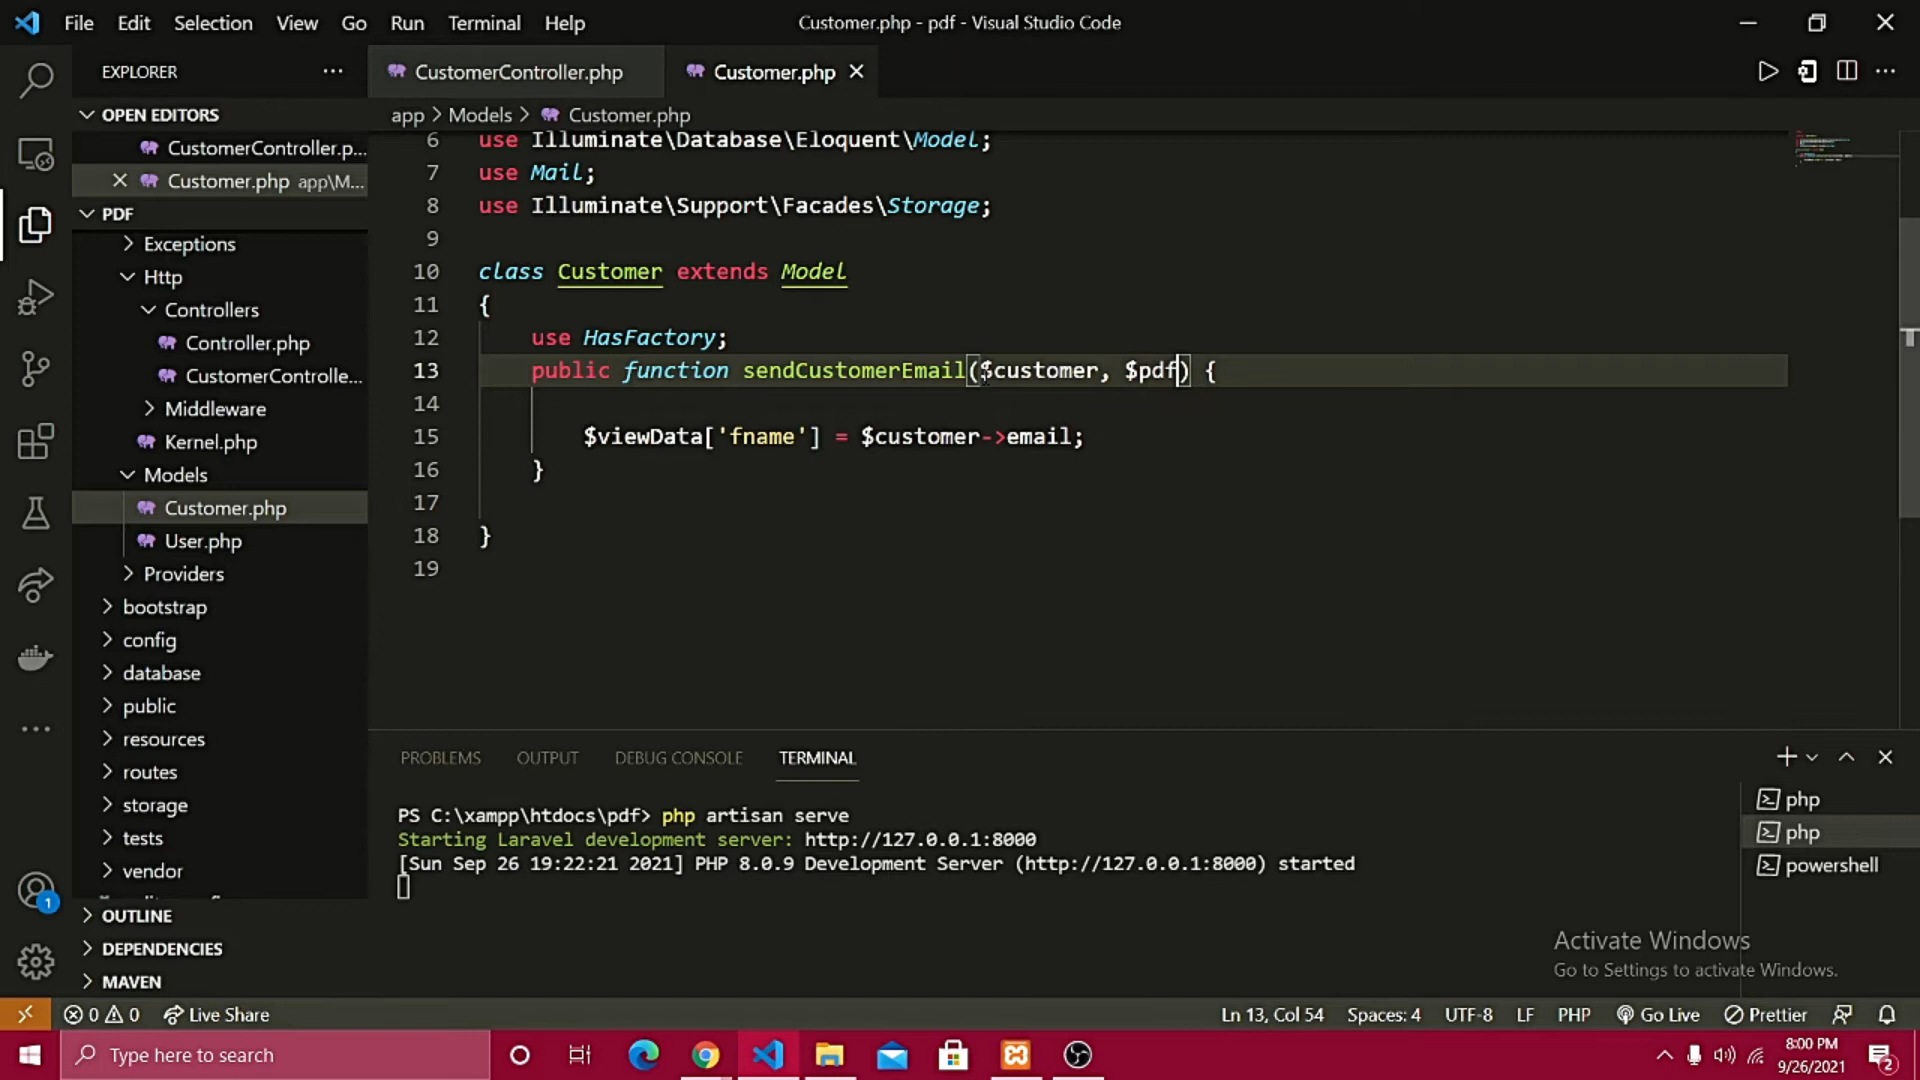 File Edit Selection View Go Run Terminal Help
Customer.php - pdf - Visual Studio Code
EXPLORER
CustomerController.php
Customer.php
OPEN EDITORS
app > Models > Customer.php
CustomerController.p...
Customer.php app\M...
PDF
Exceptions
Http
Controllers
Controller.php
CustomerControlle...
Middleware
Kernel.php
Models
Customer.php
User.php
Providers
bootstrap
config
database
public
resources
routes
storage
tests
vendor
OUTLINE
DEPENDENCIES
MAVEN
6 use Illuminate\Database\Eloquent\Model;
7 use Mail;
8 use Illuminate\Support\Facades\Storage;
9
10 class Customer extends Model
11 {
12 use HasFactory;
13 public function sendCustomerEmail($customer, $pdf) {
14
15 $viewData['fname'] = $customer->email;
16 }
17
18 }
19
PROBLEMS OUTPUT DEBUG CONSOLE TERMINAL
PS C:\xampp\htdocs\pdf> php artisan serve
Starting Laravel development server: http://127.0.0.1:8000
[Sun Sep 26 19:22:21 2021] PHP 8.0.9 Development Server (http://127.0.0.1:8000) started
php
php
powershell
Activate Windows
Go to Settings to activate Windows.
1
0 0 Live Share
Ln 13, Col 54 Spaces: 4 UTF-8 LF PHP Go Live Prettier
Type here to search
8:00 PM
9/26/2021
2